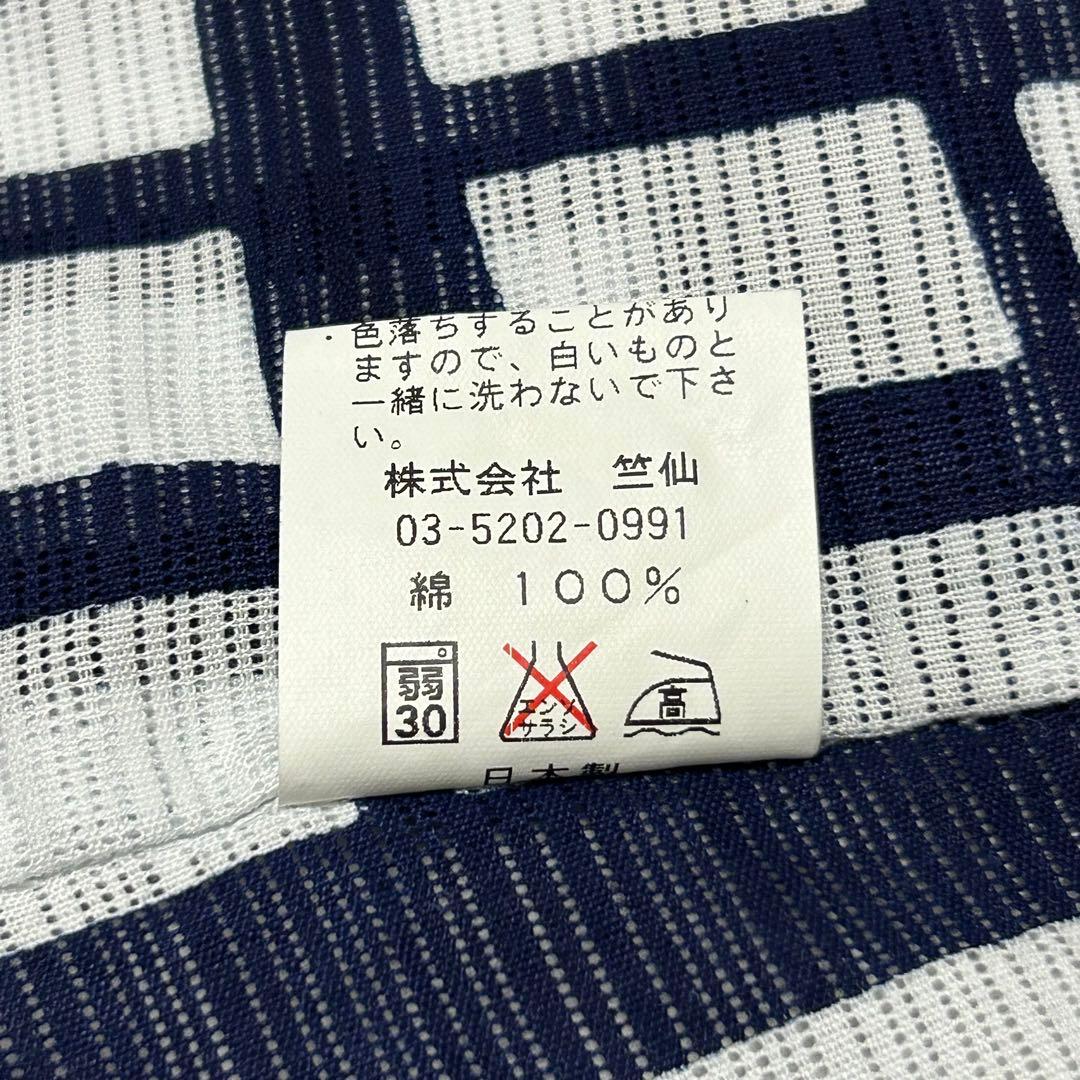 ・色落ちすることがあり
ますので、白いものと
一緒に洗わないで下さ
い。
株式会社　竺仙
03-5202-0991
綿　１００％
弱
30
エンソ
サラシ
高
日本製